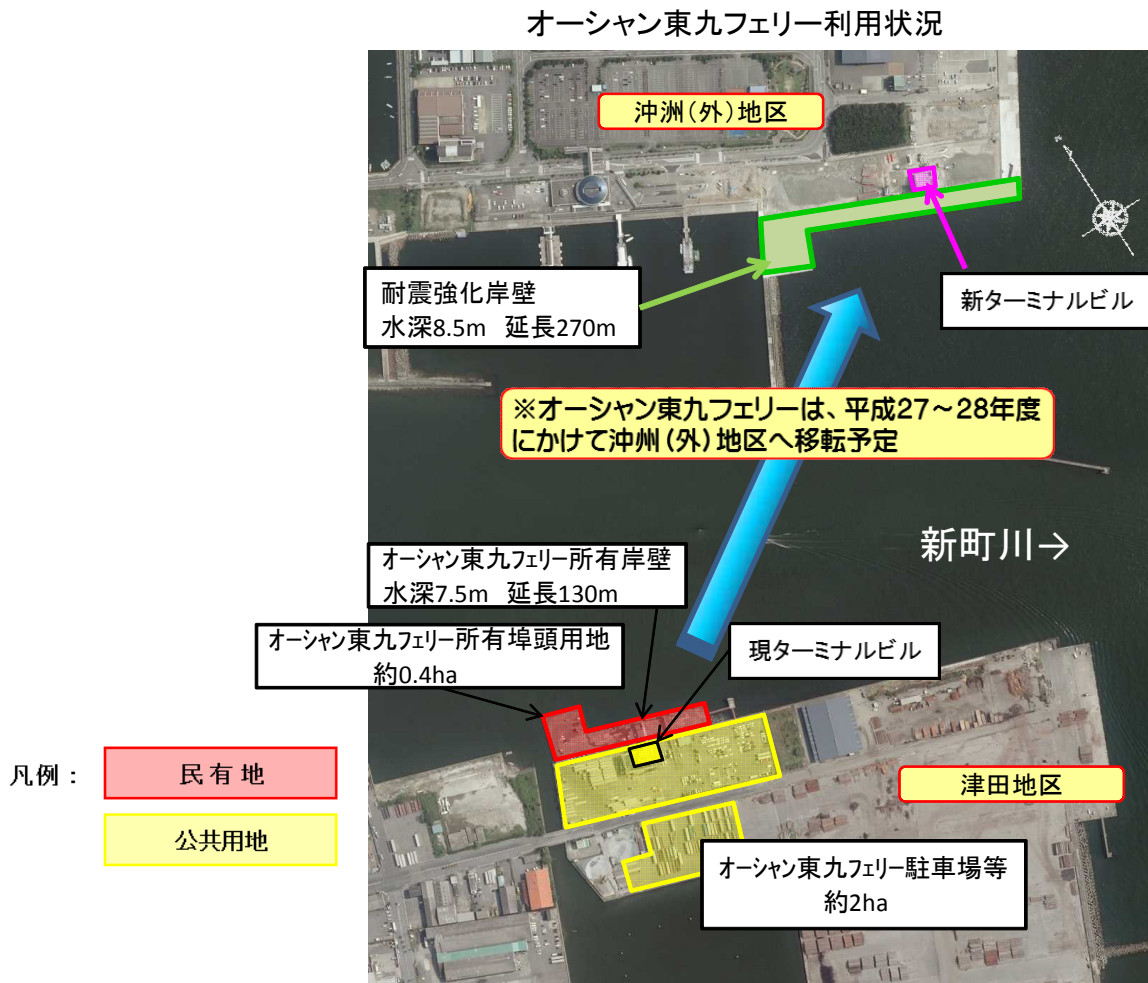 オーシャン東九フェリー利用状況
沖洲(外)地区
耐震強化岸壁
水深8.5m 延長270m
新ターミナルビル
※オーシャン東九フェリーは、平成27~28年度
にかけて沖州(外)地区へ移転予定
新町川→
オーシャン東九フェリー所有岸壁
水深7.5m 延長130m
オーシャン東九フェリー所有埠頭用地
約0.4ha
現ターミナルビル
凡例:
民有地
公共用地
津田地区
オーシャン東九フェリー駐車場等
約2ha